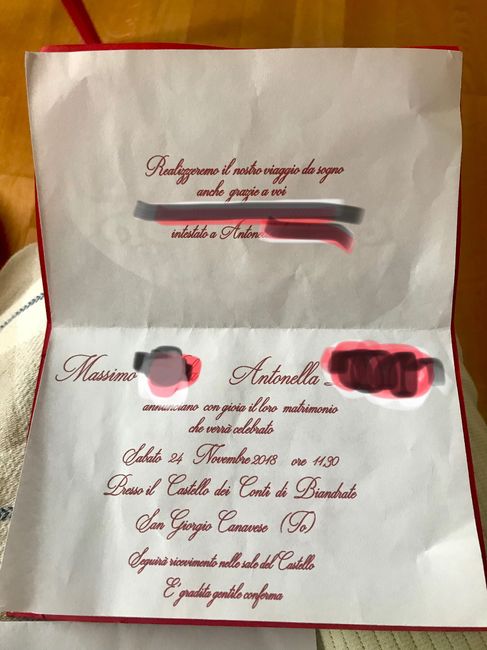 Realizzeremo il nostro viaggio da sogno
anche grazie a voi
intestato a
Massimo Antonella
annunciano con gioia il loro matrimonio
che verrà celebrato
Sabato 24 Novembre 2018 ore 11,30
Presso il Castello dei Conti di Biandrate
San Giorgio Canavese (To)
Seguirà ricevimento nelle sale del Castello
E' gradita gentile conferma